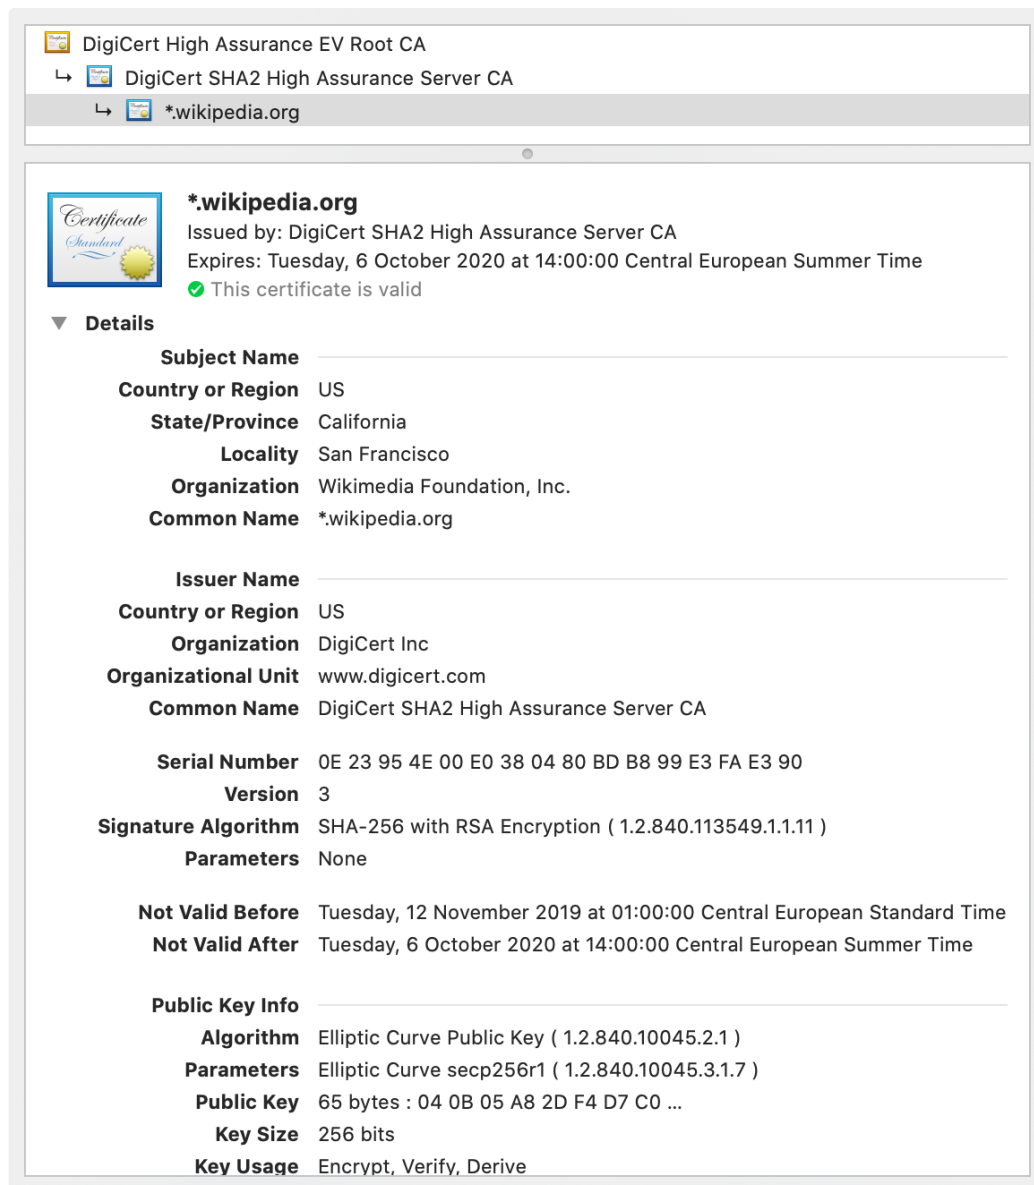 DigiCert High Assurance EV Root CA
DigiCert SHA2 High Assurance Server CA
*.wikipedia.org
Certificate
Standard
*.wikipedia.org
Issued by: DigiCert SHA2 High Assurance Server CA
Expires: Tuesday, 6 October 2020 at 14:00:00 Central European Summer Time
This certificate is valid
Details
Subject Name
Country or Region US
State/Province California
Locality San Francisco
Organization Wikimedia Foundation, Inc.
Common Name *.wikipedia.org
Issuer Name
Country or Region US
Organization DigiCert Inc
Organizational Unit www.digicert.com
Common Name DigiCert SHA2 High Assurance Server CA
Serial Number 0E 23 95 4E 00 E0 38 04 80 BD B8 99 E3 FA E3 90
Version 3
Signature Algorithm SHA-256 with RSA Encryption ( 1.2.840.113549.1.1.11 )
Parameters None
Not Valid Before Tuesday, 12 November 2019 at 01:00:00 Central European Standard Time
Not Valid After Tuesday, 6 October 2020 at 14:00:00 Central European Summer Time
Public Key Info
Algorithm Elliptic Curve Public Key ( 1.2.840.10045.2.1 )
Parameters Elliptic Curve secp256r1 ( 1.2.840.10045.3.1.7 )
Public Key 65 bytes : 04 0B 05 A8 2D F4 D7 C0 ...
Key Size 256 bits
Key Usage Encrypt, Verify, Derive